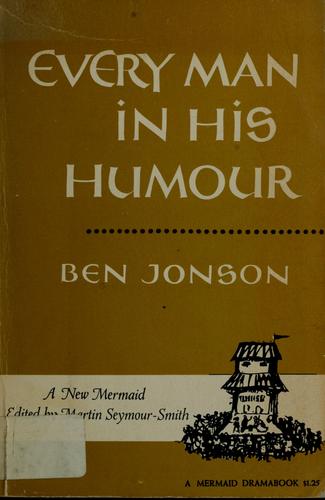 EVERY MAN
IN HIS
HUMOUR
BEN JONSON
A New Mermaid
Edited by Martin Seymour-Smith
A MERMAID DRAMABOOK $1.25